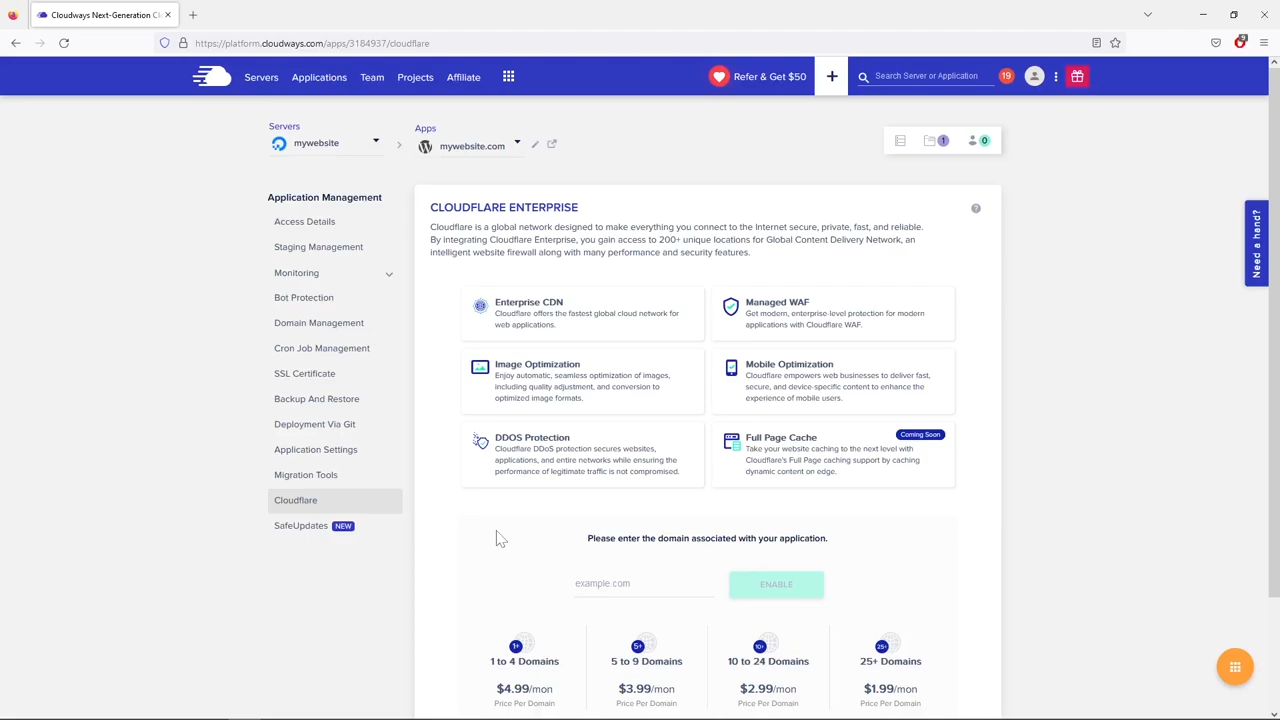 Cloudways Next-Generation Cl
https://platform.cloudways.com/apps/3184937/cloudflare
Servers
Applications
Team
Projects
Affiliate
Refer & Get $50
+
Search Server or Application
19
Servers
mywebsite
Apps
mywebsite.com
1
0
Application Management
Access Details
Staging Management
Monitoring
Bot Protection
Domain Management
Cron Job Management
SSL Certificate
Backup And Restore
Deployment Via Git
Application Settings
Migration Tools
Cloudflare
SafeUpdates NEW
CLOUDFLARE ENTERPRISE
Cloudflare is a global network designed to make everything you connect to the Internet secure, private, fast, and reliable.
By integrating Cloudflare Enterprise, you gain access to 200+ unique locations for Global Content Delivery Network, an
intelligent website firewall along with many performance and security features.
Enterprise CDN
Cloudflare offers the fastest global cloud network for
web applications.
Managed WAF
Get modern, enterprise-level protection for modern
applications with Cloudflare WAF.
Image Optimization
Enjoy automatic, seamless optimization of images,
including quality adjustment, and conversion to
optimized image formats.
Mobile Optimization
Cloudflare empowers web businesses to deliver fast,
secure, and device-specific content to enhance the
experience of mobile users.
DDOS Protection
Cloudflare DDoS protection secures websites,
applications, and entire networks while ensuring the
performance of legitimate traffic is not compromised.
Full Page Cache
Coming Soon
Take your website caching to the next level with
Cloudflare's Full Page caching support by caching
dynamic content on edge.
Please enter the domain associated with your application.
example.com
ENABLE
1+
1 to 4 Domains
$4.99/mon
Price Per Domain
5+
5 to 9 Domains
$3.99/mon
Price Per Domain
10+
10 to 24 Domains
$2.99/mon
Price Per Domain
25+
25+ Domains
$1.99/mon
Price Per Domain
Need a hand?